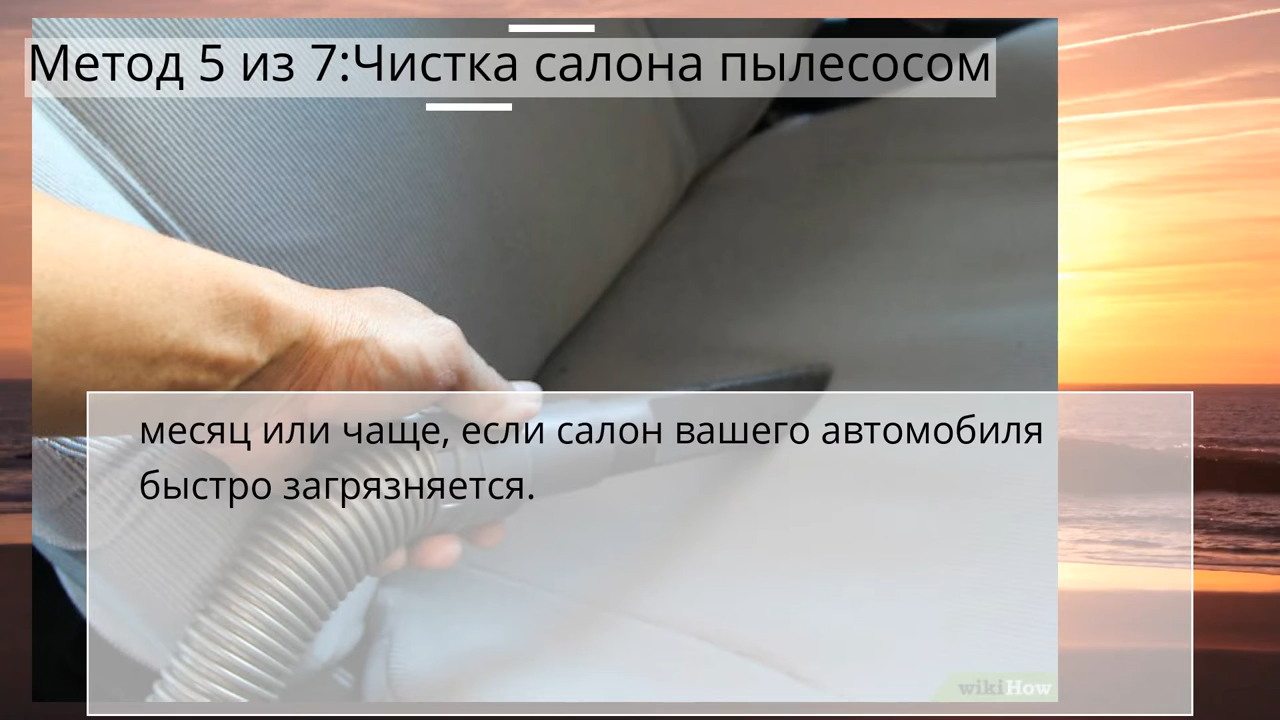 Метод 5 из 7:Чистка салона пылесосом
месяц или чаще, если салон вашего автомобиля
быстро загрязняется.
wikiHow